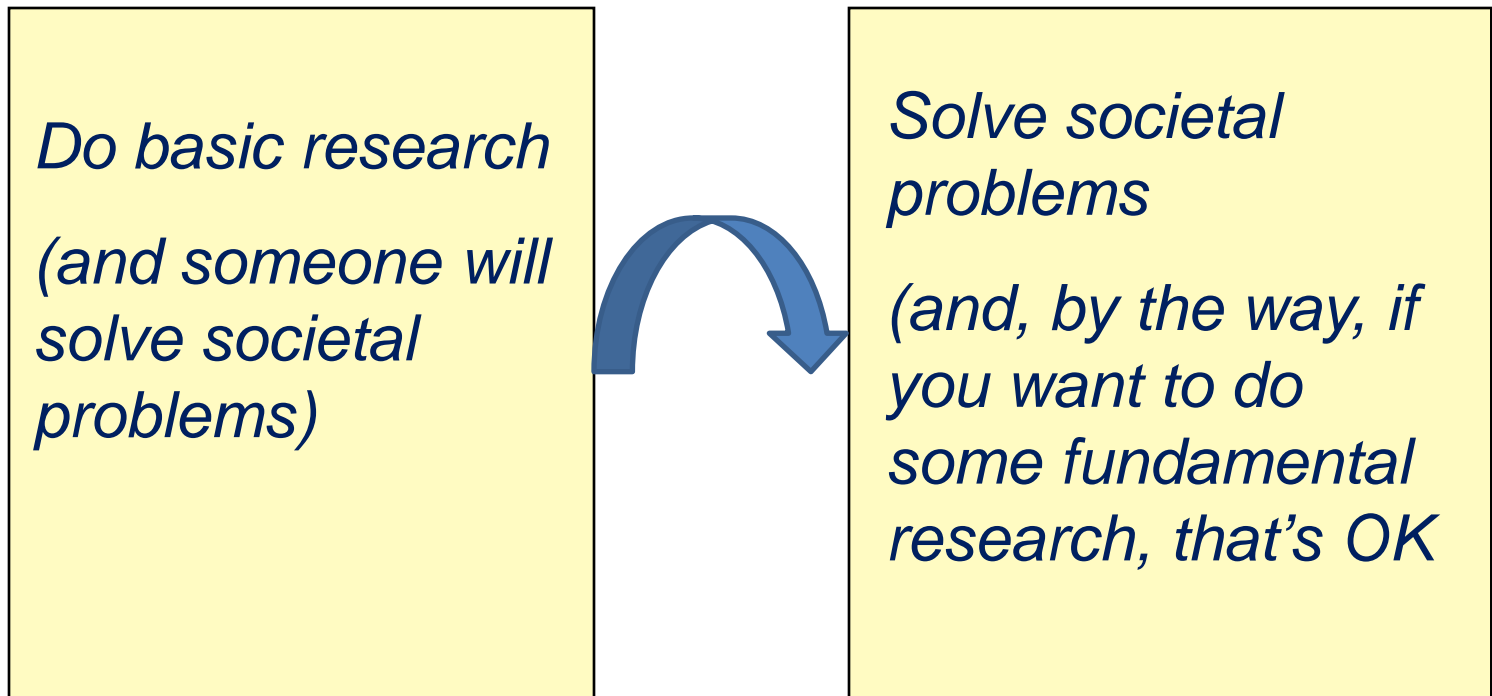 Do basic research
(and someone will
solve societal
problems)
Solve societal
problems
(and, by the way, if
you want to do
some fundamental
research, that’s OK